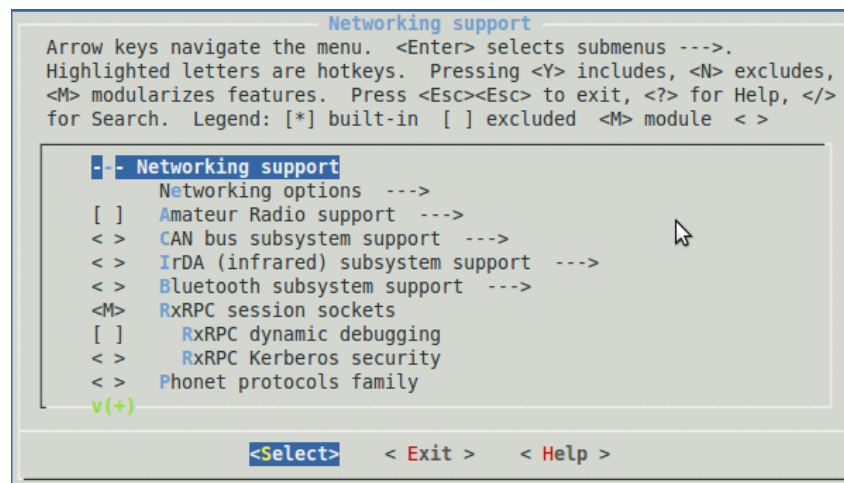 Networking support
Arrow keys navigate the menu.  <Enter> selects submenus --->.
Highlighted letters are hotkeys.  Pressing <Y> includes, <N> excludes,
<M> modularizes features.  Press <Esc><Esc> to exit, <?> for Help, </>
for Search.  Legend: [*] built-in  [ ] excluded  <M> module  < >
--- Networking support
Networking options  --->
[ ]   Amateur Radio support  --->
< >   CAN bus subsystem support  --->
< >   IrDA (infrared) subsystem support  --->
< >   Bluetooth subsystem support  --->
<M>   RxRPC session sockets
[ ]     RxRPC dynamic debugging
< >     RxRPC Kerberos security
< >   Phonet protocols family
v(+)
<Select>    < Exit >    < Help >